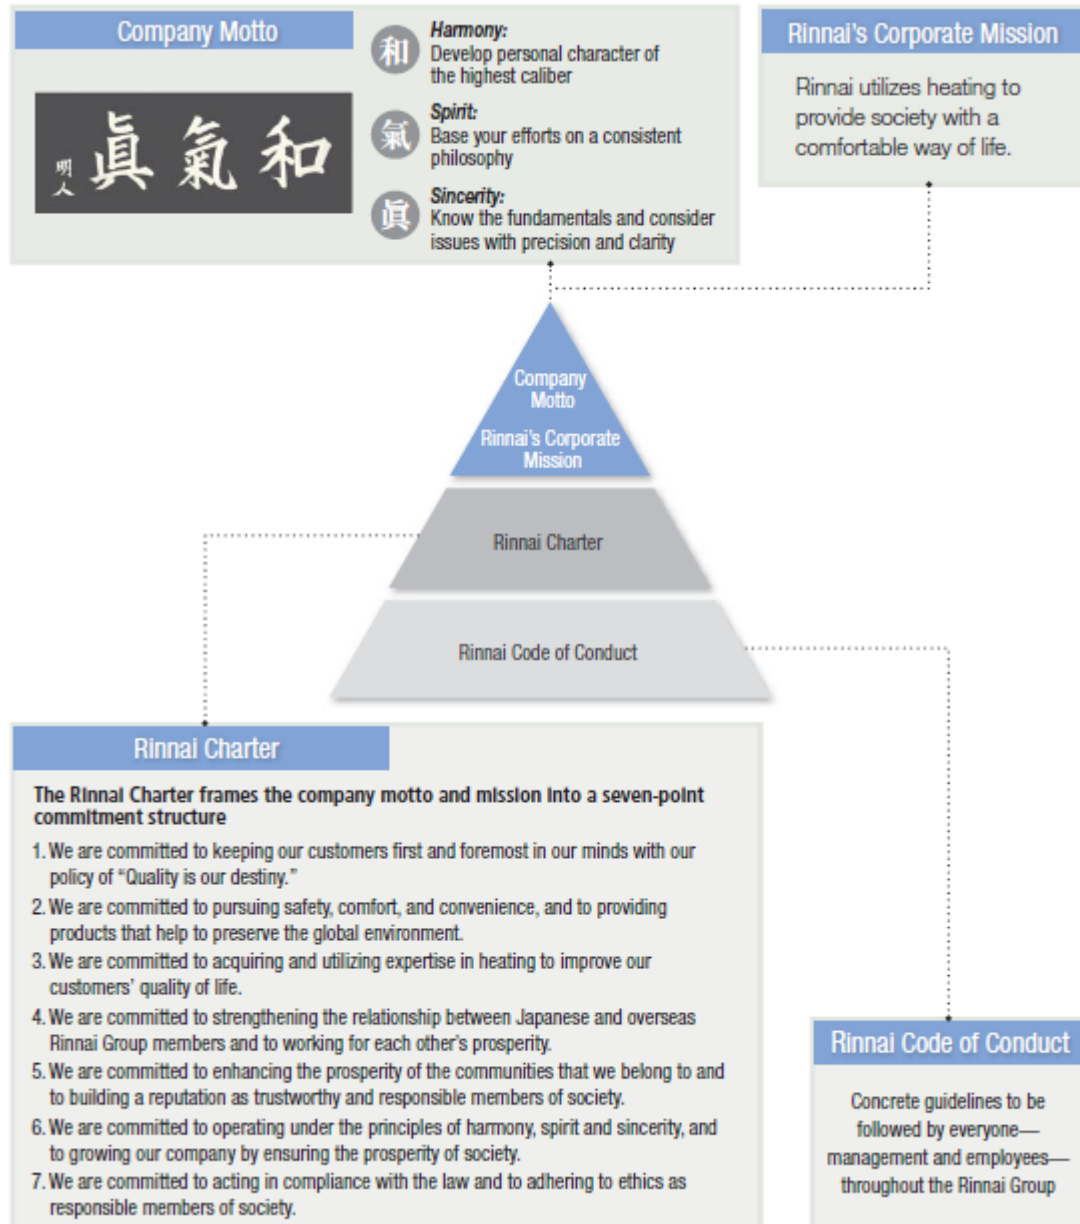 Company Motto
和氣眞
明人
和
Harmony:
Develop personal character of
the highest caliber
氣
Spirit:
Base your efforts on a consistent
philosophy
眞
Sincerity:
Know the fundamentals and consider
issues with precision and clarity
Rinnai's Corporate Mission
Rinnai utilizes heating to
provide society with a
comfortable way of life.
Company
Motto
Rinnai's Corporate
Mission
Rinnai Charter
Rinnai Code of Conduct
Rinnai Charter
The Rinnai Charter frames the company motto and mission into a seven-point
commitment structure
1. We are committed to keeping our customers first and foremost in our minds with our
policy of “Quality is our destiny.”
2. We are committed to pursuing safety, comfort, and convenience, and to providing
products that help to preserve the global environment.
3. We are committed to acquiring and utilizing expertise in heating to improve our
customers’ quality of life.
4. We are committed to strengthening the relationship between Japanese and overseas
Rinnai Group members and to working for each other’s prosperity.
5. We are committed to enhancing the prosperity of the communities that we belong to and
to building a reputation as trustworthy and responsible members of society.
6. We are committed to operating under the principles of harmony, spirit and sincerity, and
to growing our company by ensuring the prosperity of society.
7. We are committed to acting in compliance with the law and to adhering to ethics as
responsible members of society.
Rinnai Code of Conduct
Concrete guidelines to be
followed by everyone—
management and employees—
throughout the Rinnai Group